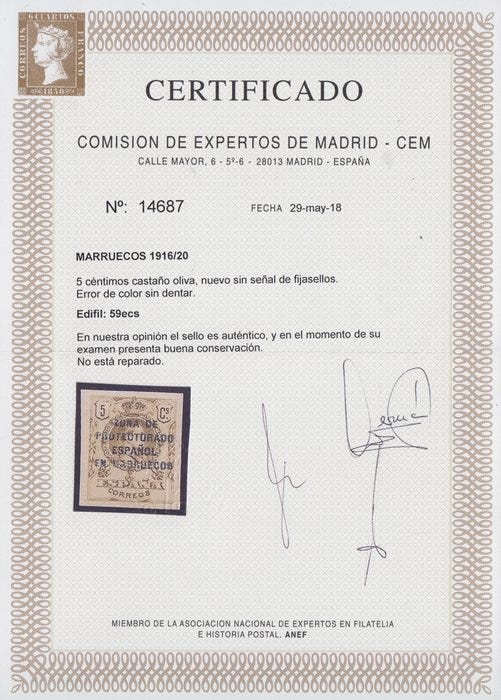 6 CUARTOS
CORREOS
FRANCO
1850
CERTIFICADO
COMISION DE EXPERTOS DE MADRID - CEM
CALLE MAYOR, 6 - 5º-6 - 28013 MADRID - ESPAÑA
Nº: 14687 FECHA 29-may-18
MARRUECOS 1916/20
5 céntimos castaño oliva, nuevo sin señal de fijasellos.
Error de color sin dentar.
Edifil: 59ecs
En nuestra opinión el sello es auténtico, y en el momento de su
examen presenta buena conservación.
No está reparado.
5 Cs
ZONA DE
PROTECTORADO
ESPAÑOL
EN MARRUECOS
CORREOS
MIEMBRO DE LA ASOCIACION NACIONAL DE EXPERTOS EN FILATELIA
E HISTORIA POSTAL. ANEF